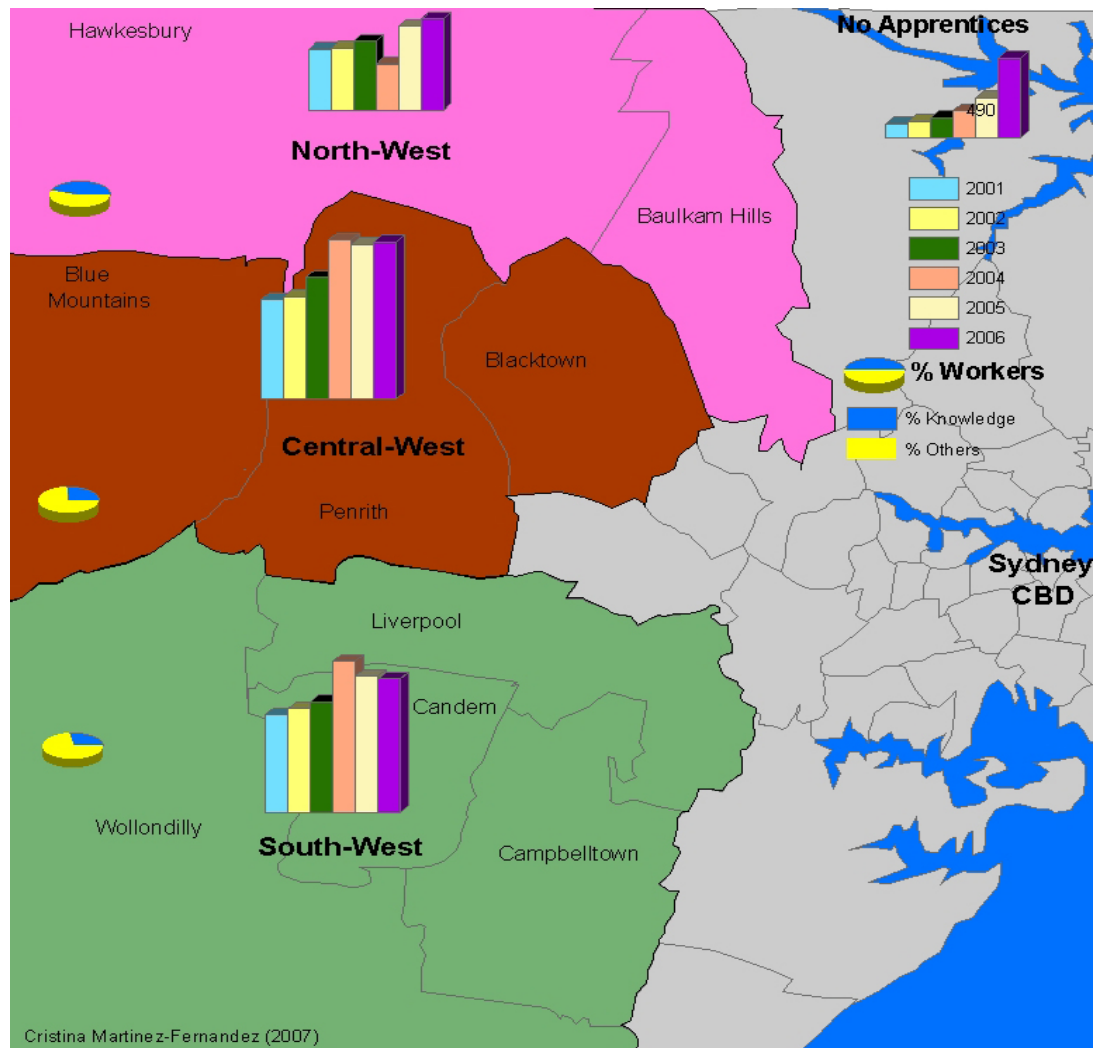 Hawkesbury
No Apprentices
490
North-West
2001
2002
2003
2004
2005
2006
Baulkam Hills
Blue
Mountains
Blacktown
% Workers
% Knowledge
% Others
Central-West
Penrith
Sydney
CBD
Liverpool
Candem
Wollondilly
South-West
Campbelltown
Cristina Martinez-Fernandez (2007)